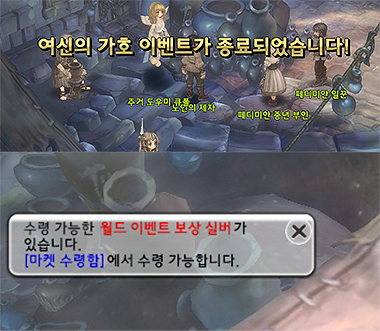 여신의 가호 이벤트가 종료되었습니다!
주거 도우미 큐폴
노인의 제자
페디미안 일꾼
페디미안 중년 부인
수령 가능한 월드 이벤트 보상 실버가
있습니다.
[마켓 수령함]에서 수령 가능합니다.